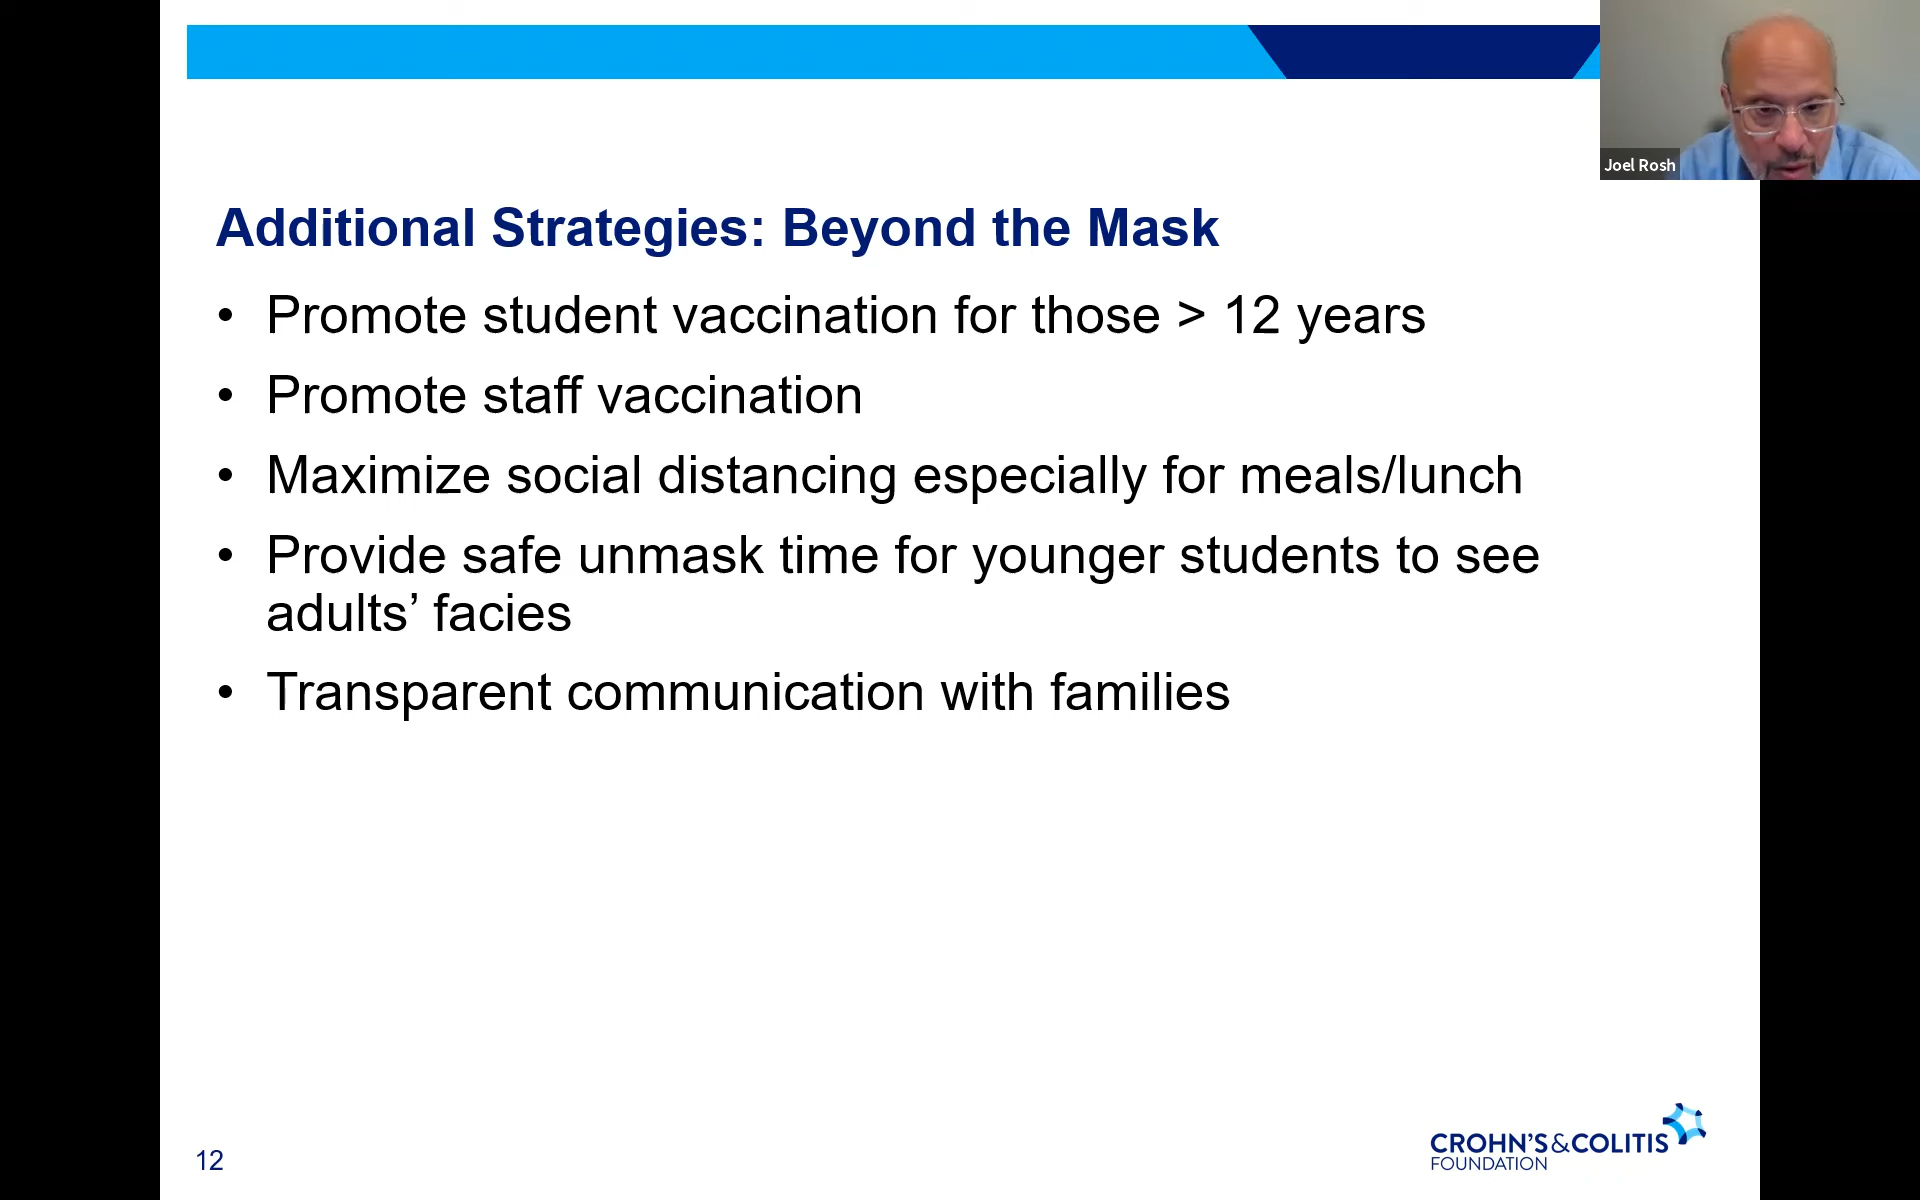 Joel Rosh
Additional Strategies: Beyond the Mask
• Promote student vaccination for those > 12 years
• Promote staff vaccination
• Maximize social distancing especially for meals/lunch
• Provide safe unmask time for younger students to see
adults’ facies
• Transparent communication with families
12
CROHN’S&COLITIS
FOUNDATION